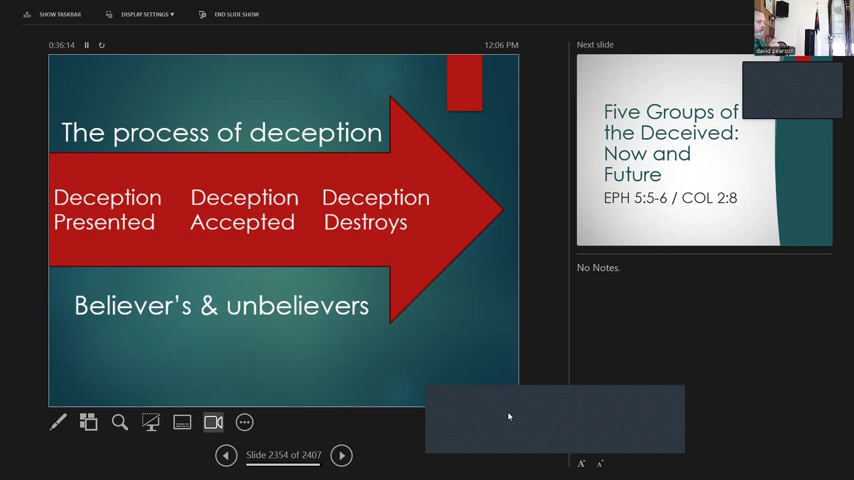 SHOW TASKBAR
DISPLAY SETTINGS ▾
END SLIDE SHOW
0:36:14
12:06 PM
The process of deception
Deception Deception Deception
Presented Accepted Destroys
Believer's & unbelievers
Slide 2354 of 2407
Next slide
Five Groups of
the Deceived:
Now and
Future
EPH 5:5-6 / COL 2:8
No Notes.
A A
david pearson